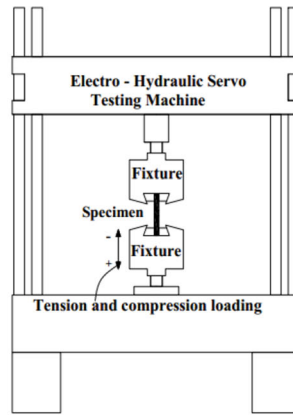 Electro - Hydraulic Servo
Testing Machine
Fixture
Specimen
-
Fixture
+
Tension and compression loading